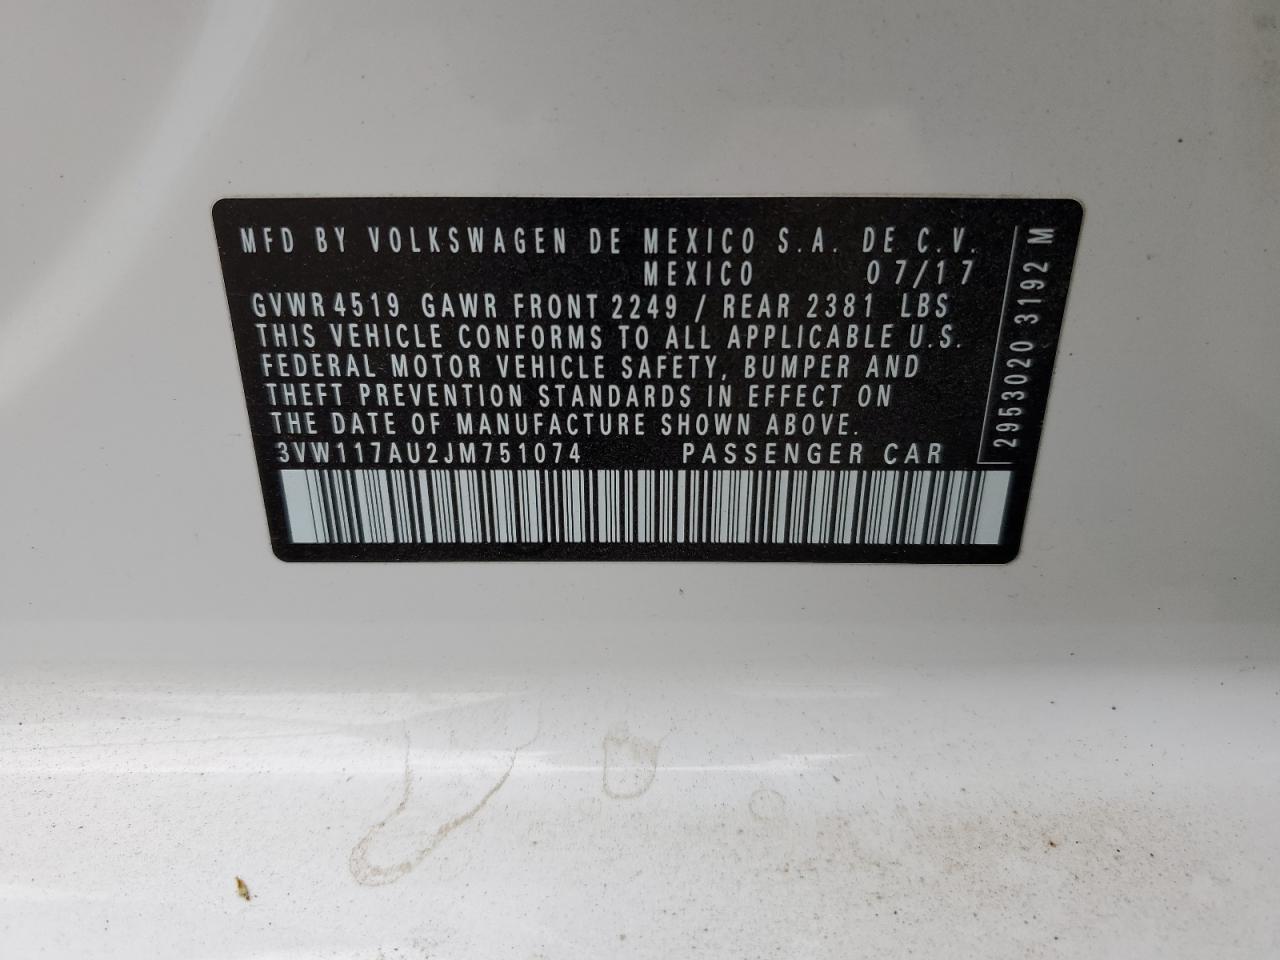 MFD BY VOLKSWAGEN DE MEXICO S.A. DE C.V.
MEXICO 07/17
GVWR 4519 GAWR FRONT 2249 / REAR 2381 LBS
THIS VEHICLE CONFORMS TO ALL APPLICABLE U.S.
FEDERAL MOTOR VEHICLE SAFETY, BUMPER AND
THEFT PREVENTION STANDARDS IN EFFECT ON
THE DATE OF MANUFACTURE SHOWN ABOVE.
3VW117AU2JM751074 PASSENGER CAR
2953020 3192 M